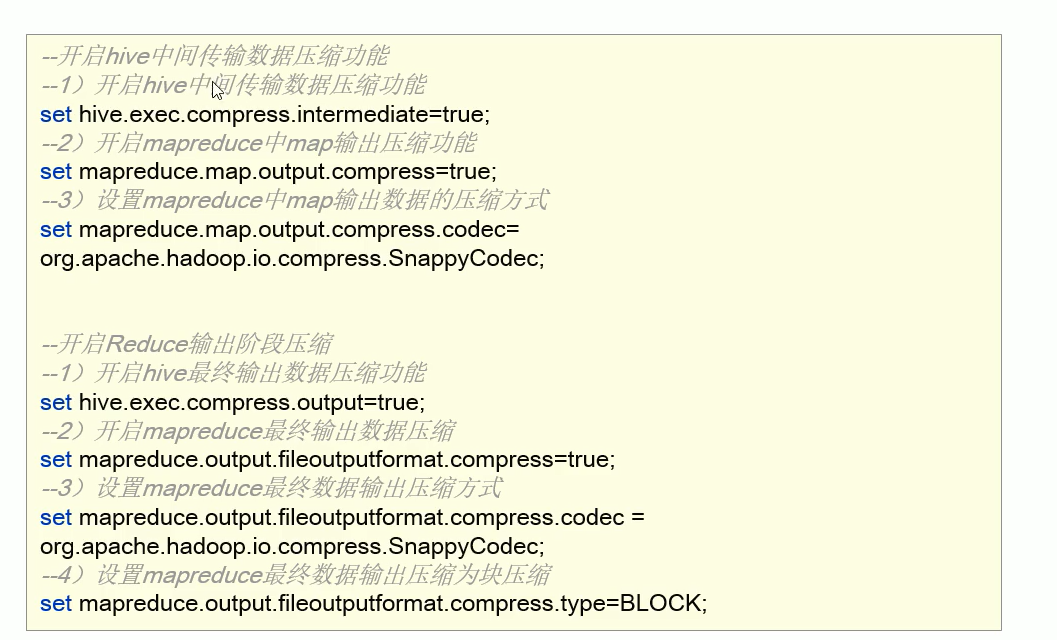 --开启hive中间传输数据压缩功能
--1）开启hive中间传输数据压缩功能
set hive.exec.compress.intermediate=true;
--2）开启mapreduce中map输出压缩功能
set mapreduce.map.output.compress=true;
--3）设置mapreduce中map输出数据的压缩方式
set mapreduce.map.output.compress.codec=
org.apache.hadoop.io.compress.SnappyCodec;
--开启Reduce输出阶段压缩
--1）开启hive最终输出数据压缩功能
set hive.exec.compress.output=true;
--2）开启mapreduce最终输出数据压缩
set mapreduce.output.fileoutputformat.compress=true;
--3）设置mapreduce最终数据输出压缩方式
set mapreduce.output.fileoutputformat.compress.codec =
org.apache.hadoop.io.compress.SnappyCodec;
--4）设置mapreduce最终数据输出压缩为块压缩
set mapreduce.output.fileoutputformat.compress.type=BLOCK;